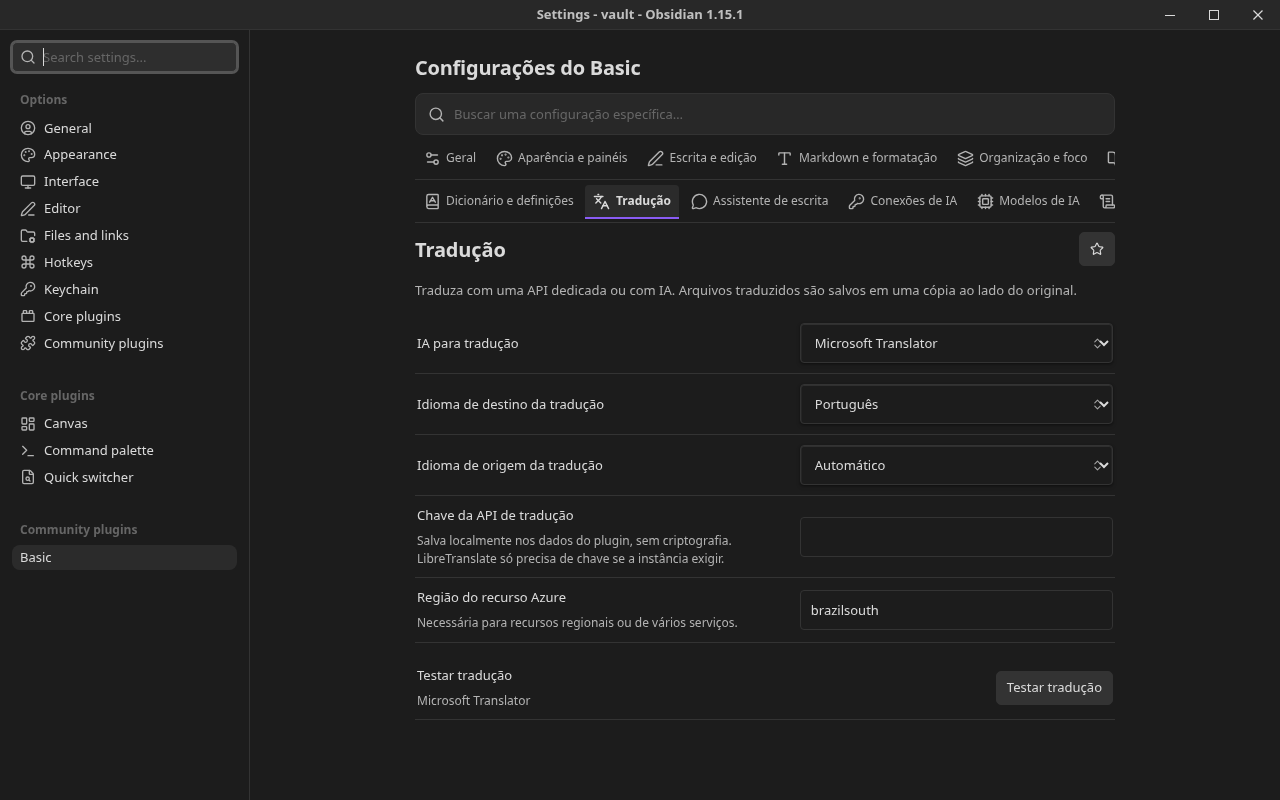 Settings - vault - Obsidian 1.15.1
Search settings...
Options
General
Appearance
Interface
Editor
Files and links
Hotkeys
Keychain
Core plugins
Community plugins
Core plugins
Canvas
Command palette
Quick switcher
Community plugins
Basic
Configurações do Basic
Buscar uma configuração específica...
Geral Aparência e painéis Escrita e edição Markdown e formatação Organização e foco
Dicionário e definições Tradução Assistente de escrita Conexões de IA Modelos de IA
Tradução
Traduza com uma API dedicada ou com IA. Arquivos traduzidos são salvos em uma cópia ao lado do original.
IA para tradução Microsoft Translator
Idioma de destino da tradução Português
Idioma de origem da tradução Automático
Chave da API de tradução
Salva localmente nos dados do plugin, sem criptografia.
LibreTranslate só precisa de chave se a instância exigir.
Região do recurso Azure
Necessária para recursos regionais ou de vários serviços.
brazilsouth
Testar tradução
Microsoft Translator
Testar tradução